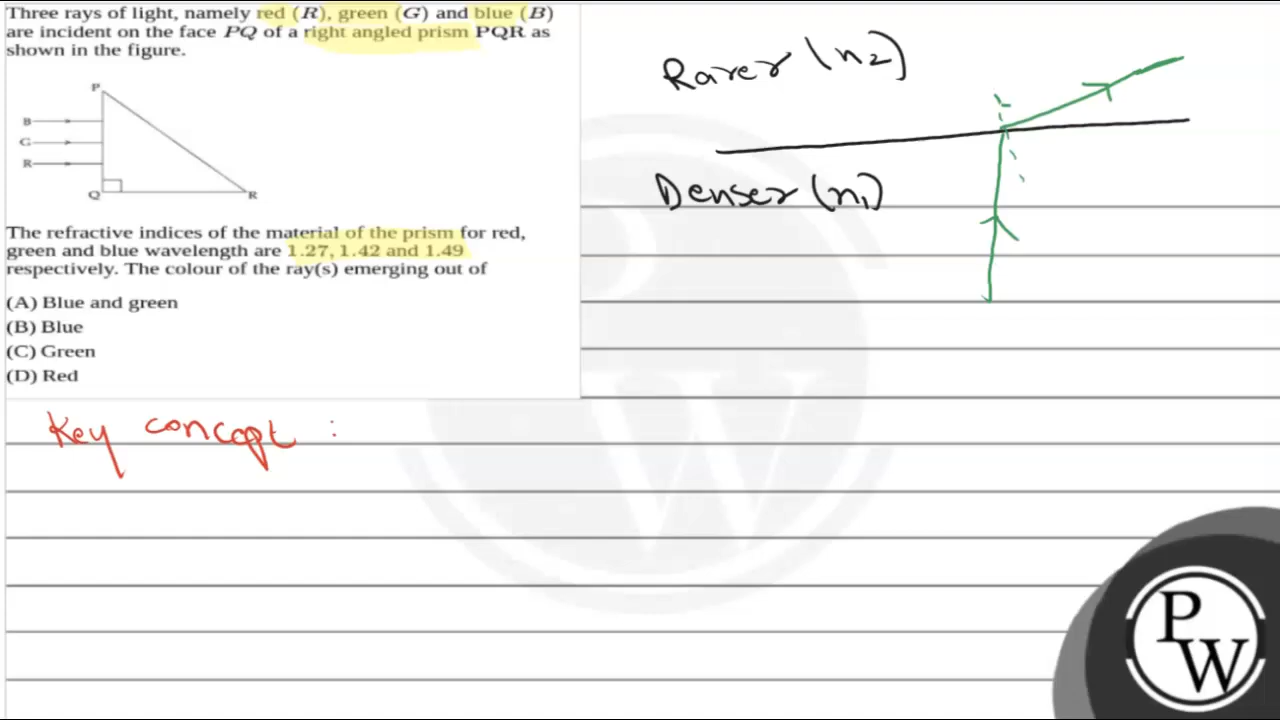 Three rays of light, namely red (R), green (G) and blue (B)
are incident on the face PQ of a right angled prism PQR as
shown in the figure.
P
B
G
R
Q
R
The refractive indices of the material of the prism for red,
green and blue wavelength are 1.27, 1.42 and 1.49
respectively. The colour of the ray(s) emerging out of
(A) Blue and green
(B) Blue
(C) Green
(D) Red
Rarer (n2)
Denser (n1)
Key concept :
P
W
P
W